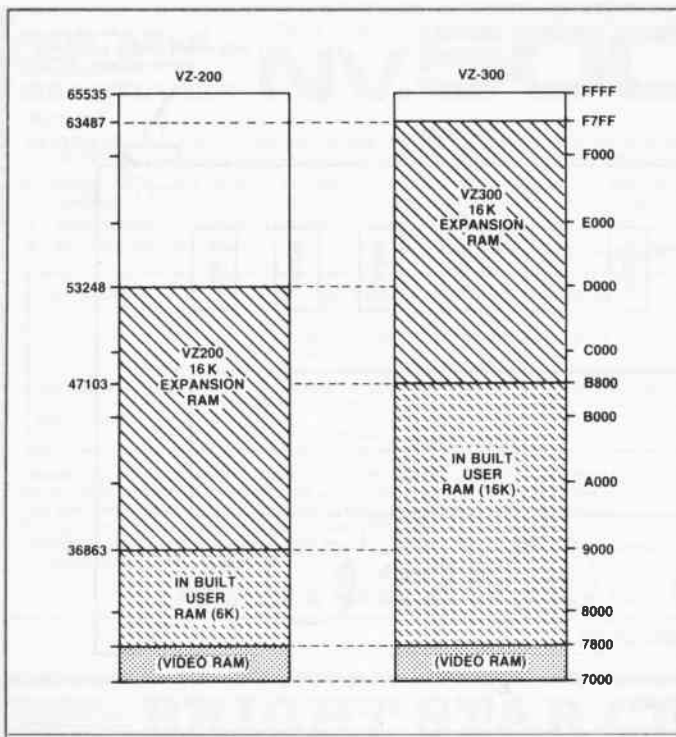 VZ-200
VZ-300
65535
FFFF
63487
F7FF
F000
VZ300
16K
EXPANSION
RAM
E000
53248
D000
VZ200
16K
EXPANSION
RAM
C000
47103
B800
B000
IN BUILT
USER
RAM (16K)
A000
36863
9000
IN BUILT
USER
RAM (6K)
8000
7800
(VIDEO RAM)
(VIDEO RAM)
7000